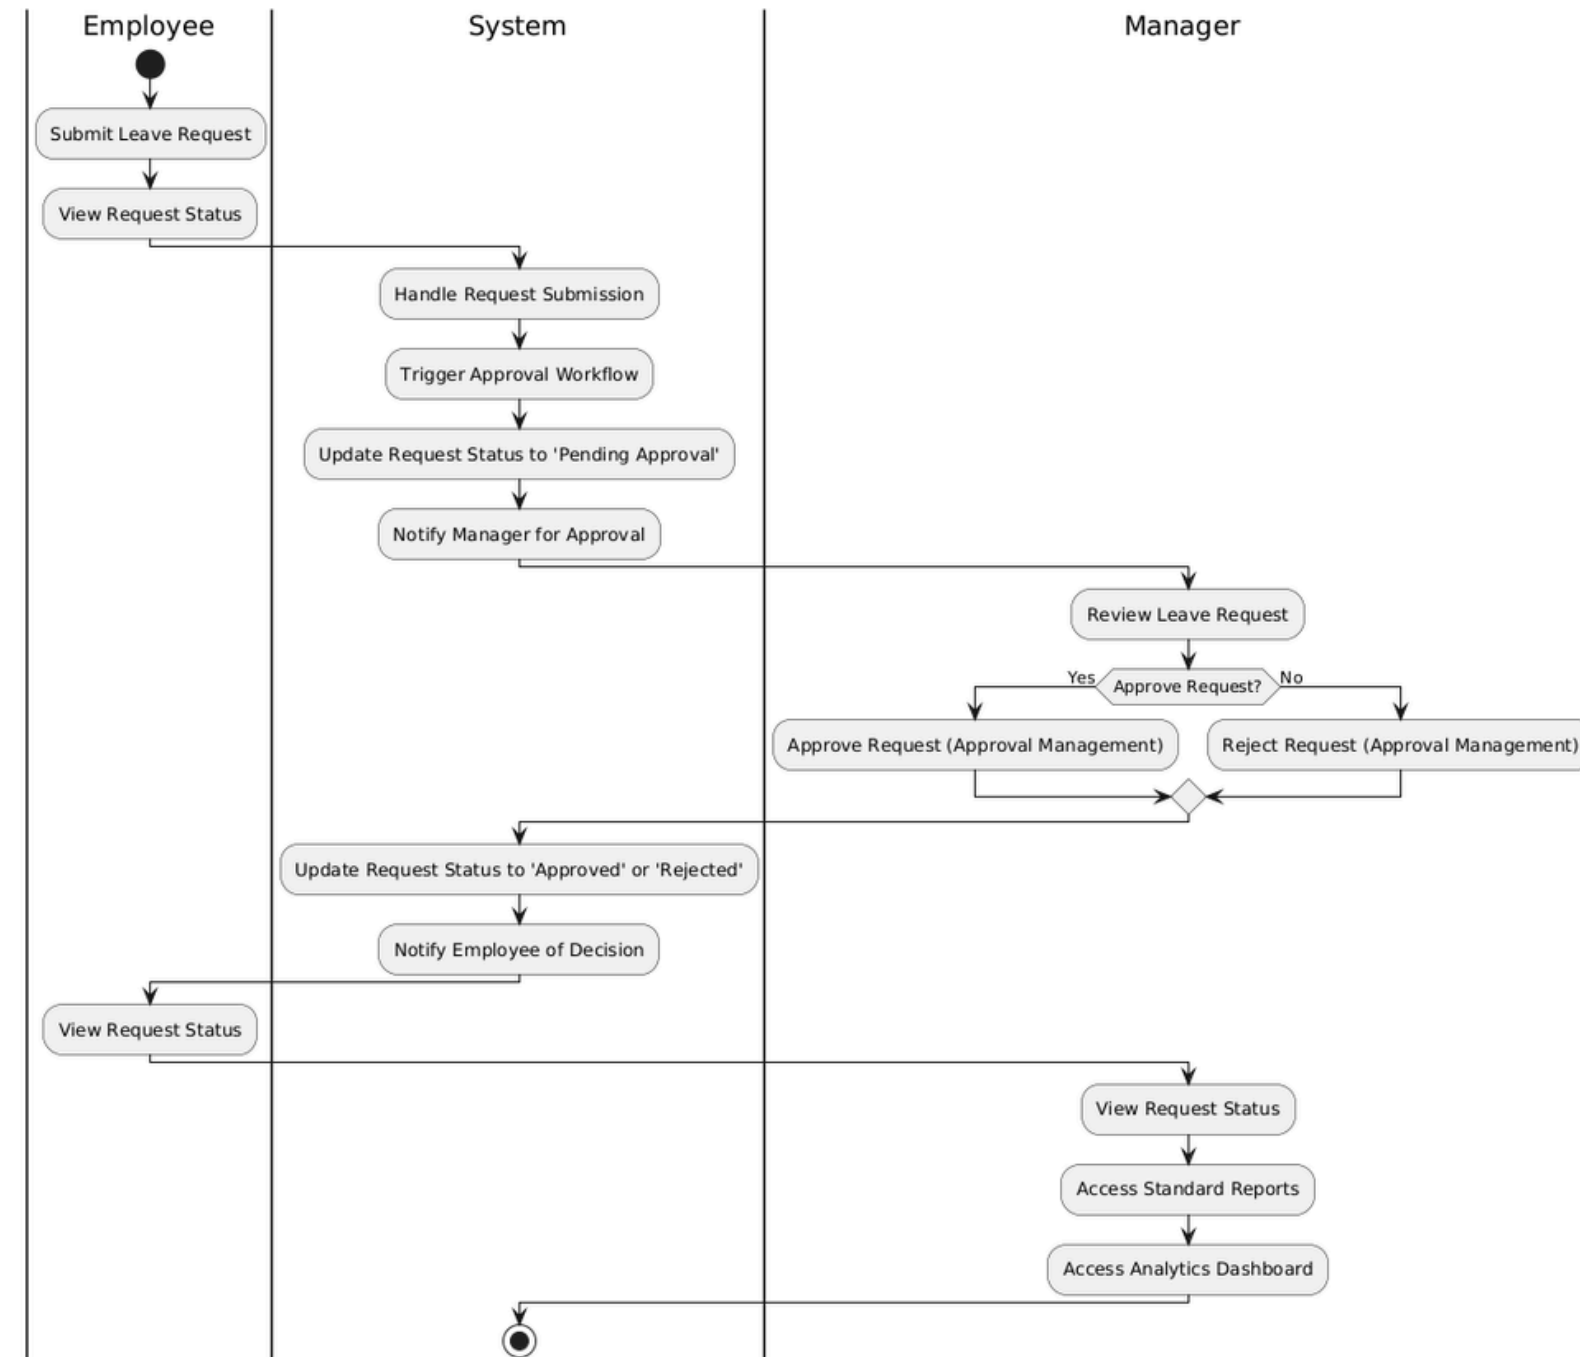 Employee
System
Manager
Submit Leave Request
View Request Status
Handle Request Submission
Trigger Approval Workflow
Update Request Status to 'Pending Approval'
Notify Manager for Approval
Review Leave Request
Yes
Approve Request?
No
Approve Request (Approval Management)
Reject Request (Approval Management)
Update Request Status to 'Approved' or 'Rejected'
Notify Employee of Decision
View Request Status
View Request Status
Access Standard Reports
Access Analytics Dashboard